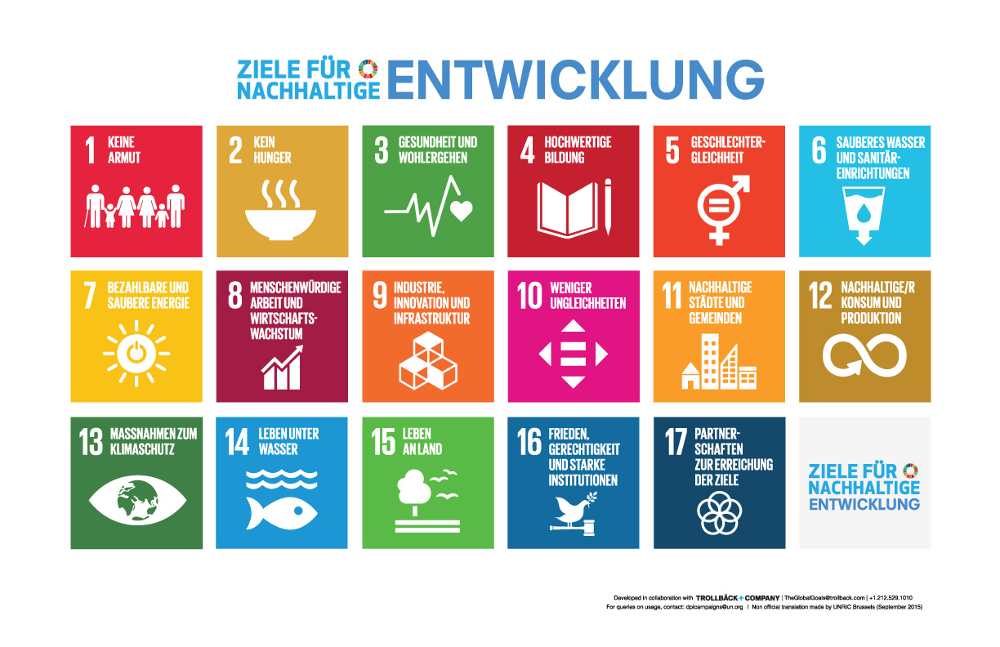 ZIELE FÜR
NACHHALTIGE ENTWICKLUNG
1 KEINE
ARMUT
2 KEIN
HUNGER
3 GESUNDHEIT UND
WOHLERGEHEN
4 HOCHWERTIGE
BILDUNG
5 GESCHLECHTER-
GLEICHHEIT
6 SAUBERES WASSER
UND SANITÄR-
EINRICHTUNGEN
7 BEZAHLBARE UND
SAUBERE ENERGIE
8 MENSCHENWÜRDIGE
ARBEIT UND
WIRTSCHAFTS-
WACHSTUM
9 INDUSTRIE,
INNOVATION UND
INFRASTRUKTUR
10 WENIGER
UNGLEICHHEITEN
11 NACHHALTIGE
STÄDTE UND
GEMEINDEN
12 NACHHALTIGE/R
KONSUM UND
PRODUKTION
13 MASSNAHMEN ZUM
KLIMASCHUTZ
14 LEBEN UNTER
WASSER
15 LEBEN
AN LAND
16 FRIEDEN,
GERECHTIGKEIT
UND STARKE
INSTITUTIONEN
17 PARTNER-
SCHAFTEN
ZUR ERREICHUNG
DER ZIELE
ZIELE FÜR
NACHHALTIGE
ENTWICKLUNG
Developed in collaboration with TROLLBÄCK+COMPANY | TheGlobalGoals@trollback.com | +1.212.529.1010
For queries on usage, contact: dpicampaigns@un.org | Non official translation made by UNRIC Brussels (September 2015)